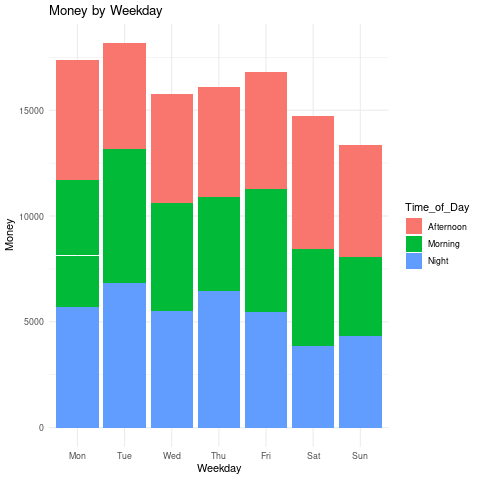 Money by Weekday
Money
15000
10000
5000
0
Mon Tue Wed Thu Fri Sat Sun
Weekday
Time_of_Day
Afternoon
Morning
Night